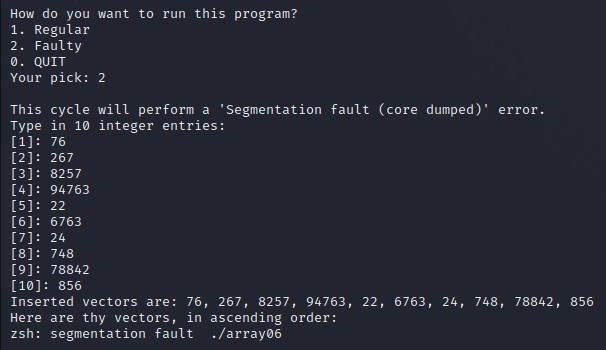 How do you want to run this program?
1. Regular
2. Faulty
0. QUIT
Your pick: 2
This cycle will perform a 'Segmentation fault (core dumped)' error.
Type in 10 integer entries:
[1]: 76
[2]: 267
[3]: 8257
[4]: 94763
[5]: 22
[6]: 6763
[7]: 24
[8]: 748
[9]: 78842
[10]: 856
Inserted vectors are: 76, 267, 8257, 94763, 22, 6763, 24, 748, 78842, 856
Here are thy vectors, in ascending order:
zsh: segmentation fault  ./array06